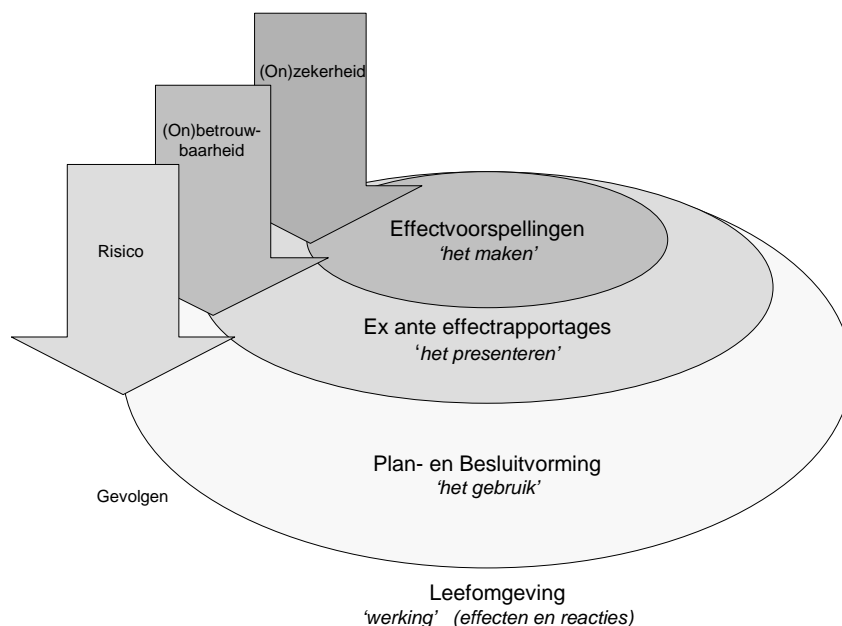 (On)zekerheid
(On)betrouw-
baarheid
Risico
Effectvoorspellingen
‘het maken’
Ex ante effectrapportages
‘het presenteren’
Plan- en Besluitvorming
‘het gebruik’
Gevolgen
Leefomgeving
‘werking’ (effecten en reacties)